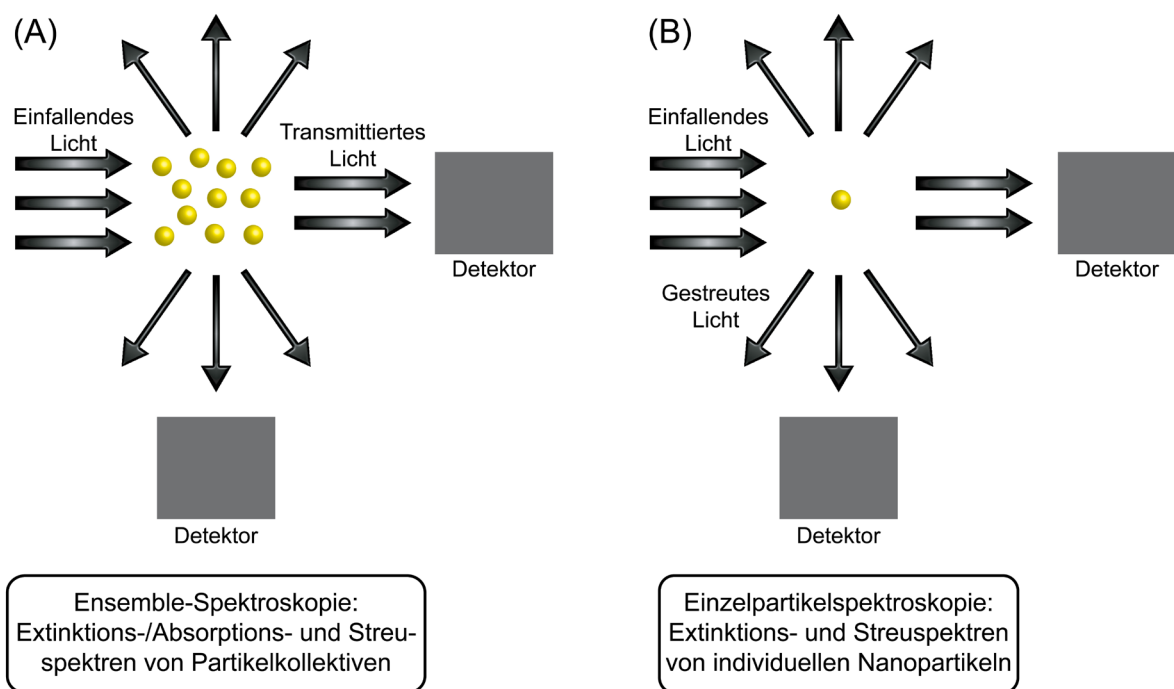 (A)
Einfallendes
Licht
Transmittiertes
Licht
Detektor
Detektor
Ensemble-Spektroskopie:
Extinktions-/Absorptions- und Streu-
spektren von Partikelkollektiven
(B)
Einfallendes
Licht
Gestreutes
Licht
Detektor
Detektor
Einzelpartikelspektroskopie:
Extinktions- und Streuspektren
von individuellen Nanopartikeln